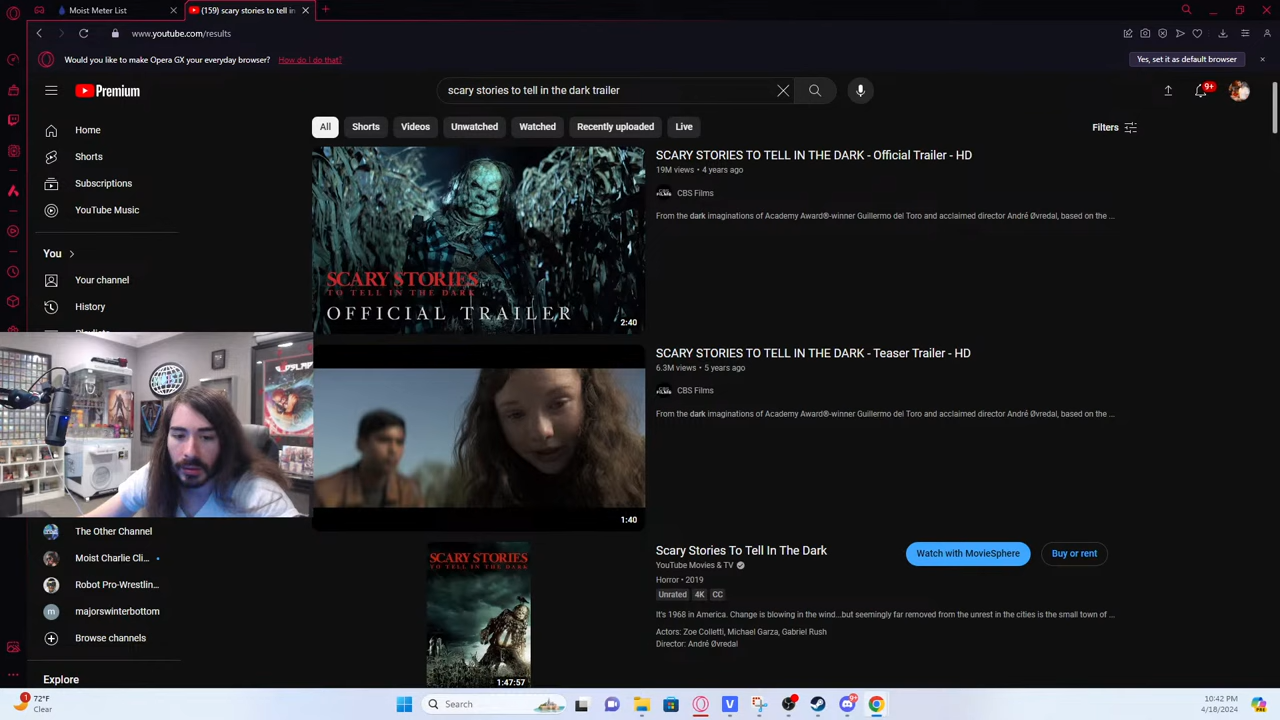 Moist Meter List
(159) scary stories to tell in
www.youtube.com/results
Would you like to make Opera GX your everyday browser? How do I do that?
Yes, set it as default browser
Premium
scary stories to tell in the dark trailer
9+
All
Shorts
Videos
Unwatched
Watched
Recently uploaded
Live
Filters
Home
Shorts
Subscriptions
YouTube Music
You
Your channel
History
SCARY STORIES
TO TELL IN THE DARK
OFFICIAL TRAILER
2:40
SCARY STORIES TO TELL IN THE DARK - Official Trailer - HD
19M views • 4 years ago
CBS Films
From the dark imaginations of Academy Award®-winner Guillermo del Toro and acclaimed director André Øvredal, based on the ...
1:40
SCARY STORIES TO TELL IN THE DARK - Teaser Trailer - HD
6.3M views • 5 years ago
CBS Films
From the dark imaginations of Academy Award®-winner Guillermo del Toro and acclaimed director André Øvredal, based on the ...
The Other Channel
Moist Charlie Cli...
Robot Pro-Wrestlin...
majorswinterbottom
Browse channels
Explore
SCARY STORIES
TO TELL IN THE DARK
1:47:57
Scary Stories To Tell In The Dark
YouTube Movies & TV
Horror • 2019
Unrated 4K CC
It's 1968 in America. Change is blowing in the wind...but seemingly far removed from the unrest in the cities is the small town of ...
Actors: Zoe Colletti, Michael Garza, Gabriel Rush
Director: André Øvredal
Watch with MovieSphere
Buy or rent
1
72°F
Clear
Search
9+
10:42 PM
4/18/2024